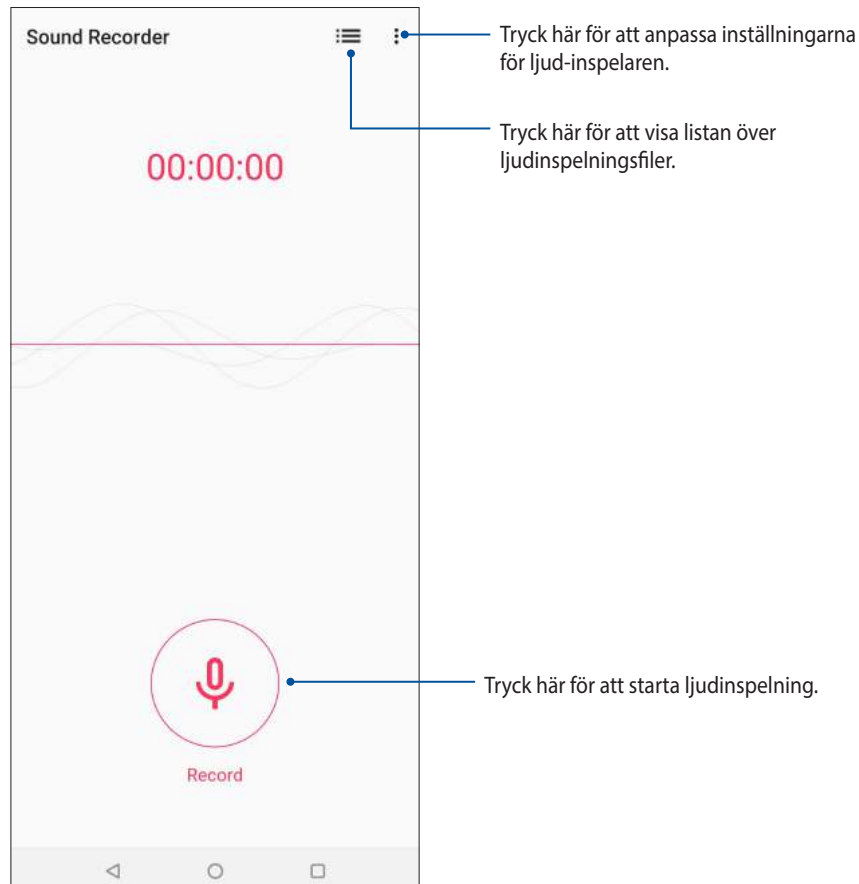 Sound Recorder
Tryck här för att anpassa inställningarna
för ljud-inspelaren.
Tryck här för att visa listan över
ljudinspelningsfiler.
00:00:00
Tryck här för att starta ljudinspelning.
Record